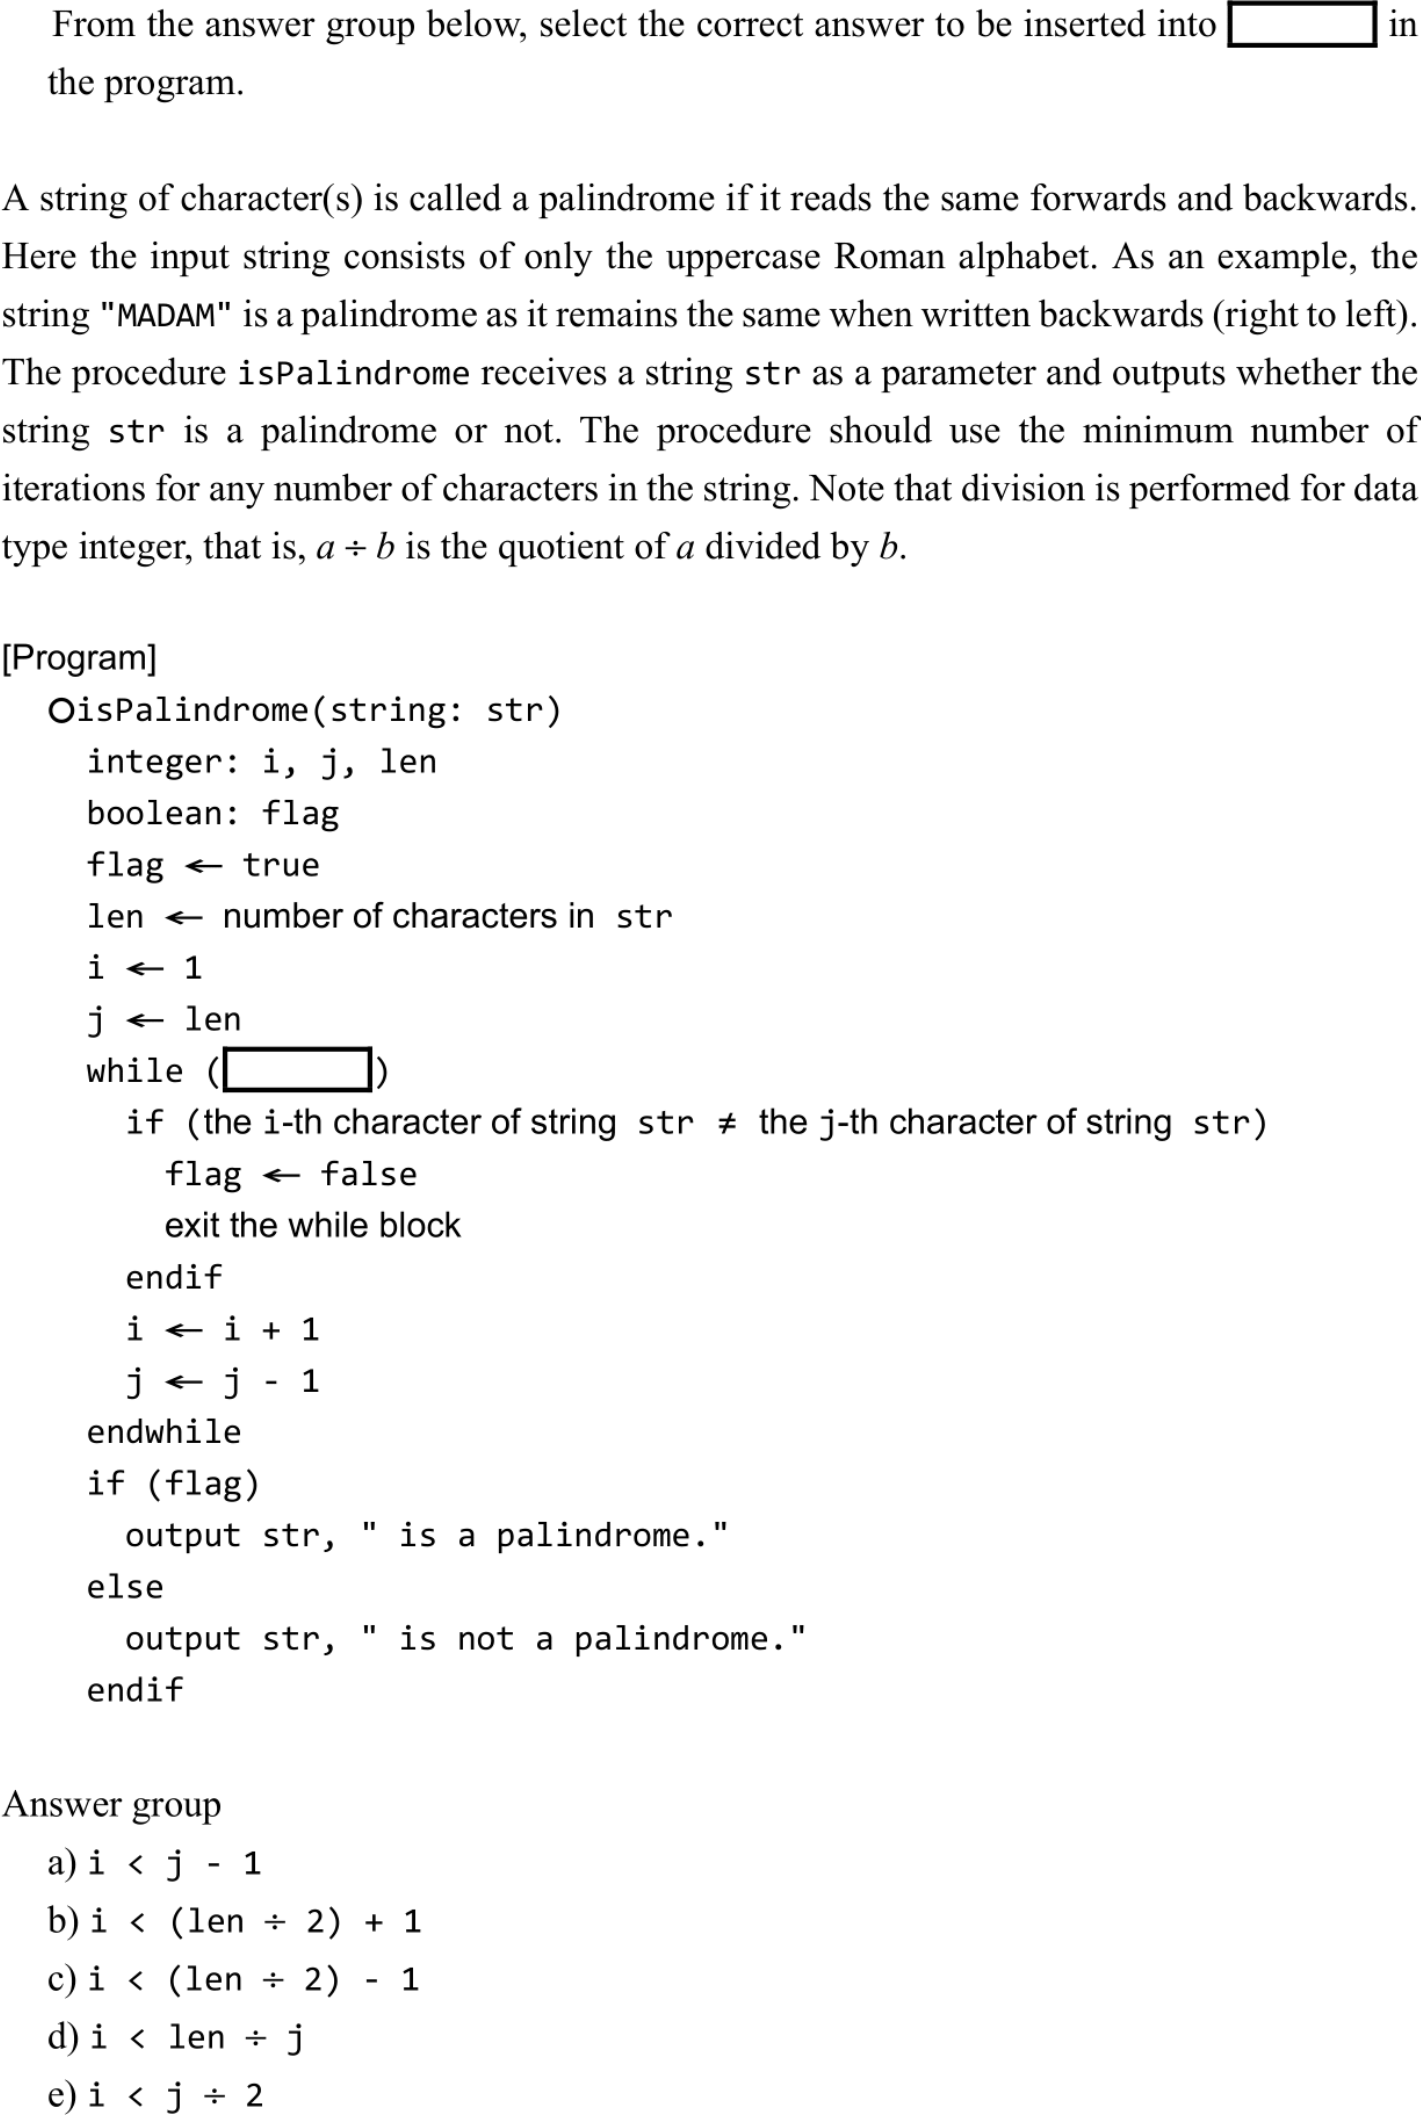 From the answer group below, select the correct answer to be inserted into in
the program.
A string of character(s) is called a palindrome if it reads the same forwards and backwards.
Here the input string consists of only the uppercase Roman alphabet. As an example, the
string "MADAM" is a palindrome as it remains the same when written backwards (right to left).
The procedure isPalindrome receives a string str as a parameter and outputs whether the
string str is a palindrome or not. The procedure should use the minimum number of
iterations for any number of characters in the string. Note that division is performed for data
type integer, that is, a ÷ b is the quotient of a divided by b.
[Program]
○isPalindrome(string: str)
integer: i, j, len
boolean: flag
flag ← true
len ← number of characters in str
i ← 1
j ← len
while ( )
if (the i-th character of string str ≠ the j-th character of string str)
flag ← false
exit the while block
endif
i ← i + 1
j ← j - 1
endwhile
if (flag)
output str, " is a palindrome."
else
output str, " is not a palindrome."
endif
Answer group
a) i < j - 1
b) i < (len ÷ 2) + 1
c) i < (len ÷ 2) - 1
d) i < len ÷ j
e) i < j ÷ 2